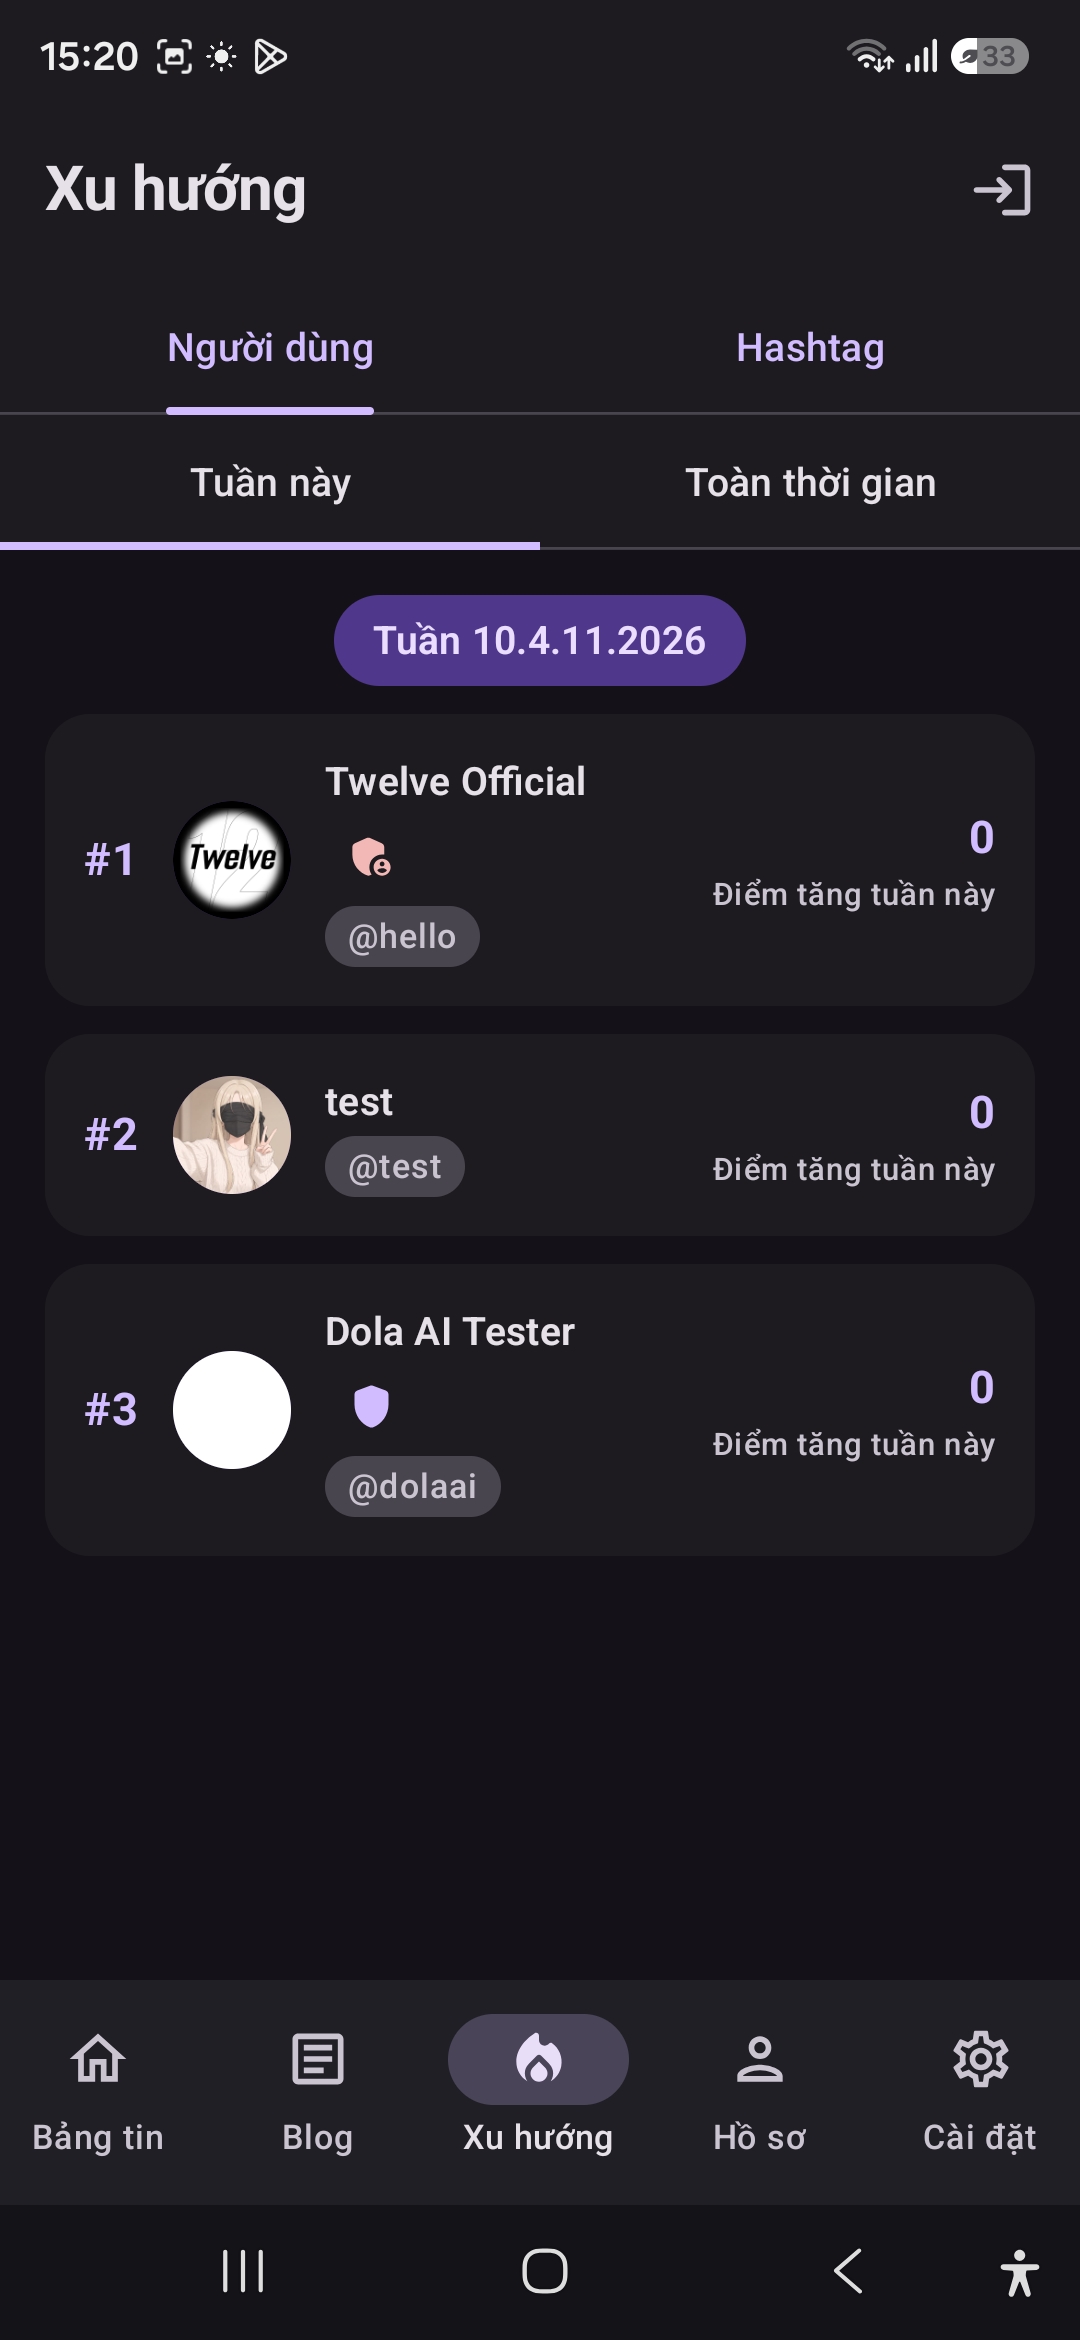 15:20
33
Xu hướng
Người dùng
Hashtag
Tuần này
Toàn thời gian
Tuần 10.4.11.2026
#1
Twelve
Twelve Official
@hello
0
Điểm tăng tuần này
#2
test
@test
0
Điểm tăng tuần này
#3
Dola AI Tester
@dolaai
0
Điểm tăng tuần này
Bảng tin
Blog
Xu hướng
Hồ sơ
Cài đặt